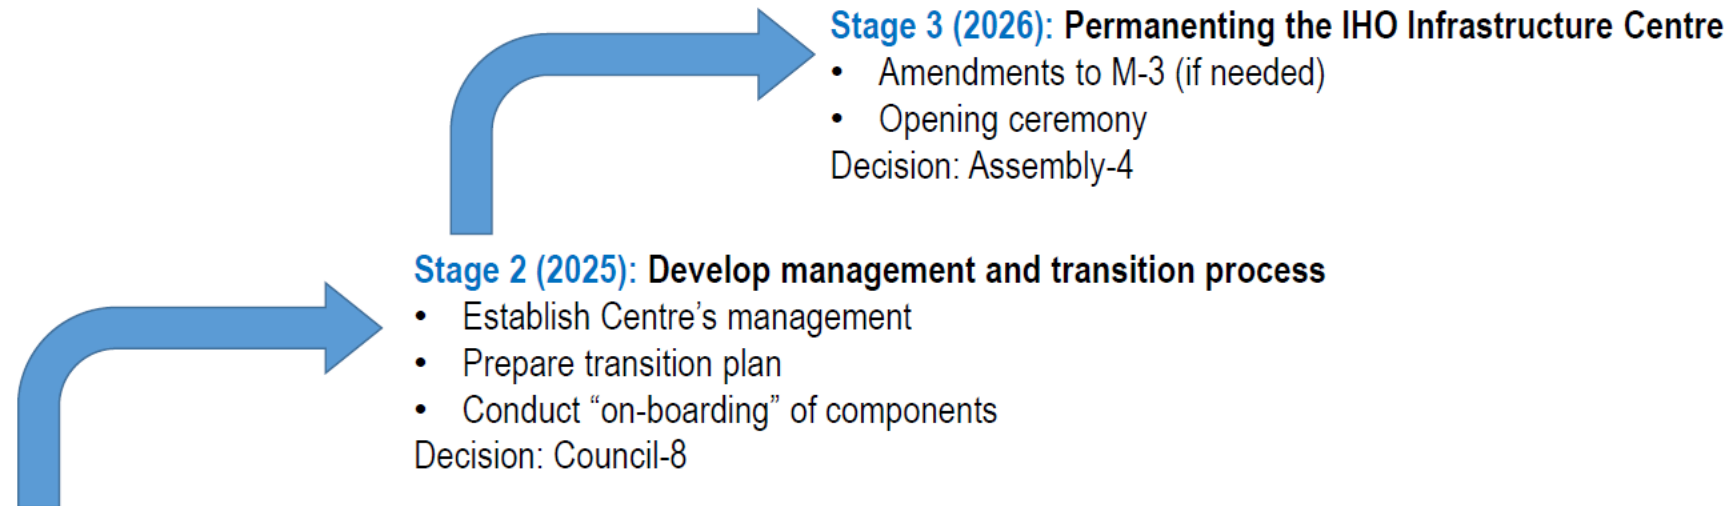 Stage 3 (2026): Permanenting the IHO Infrastructure Centre
• Amendments to M-3 (if needed)
• Opening ceremony
Decision: Assembly-4
Stage 2 (2025): Develop management and transition process
• Establish Centre’s management
• Prepare transition plan
• Conduct “on-boarding” of components
Decision: Council-8